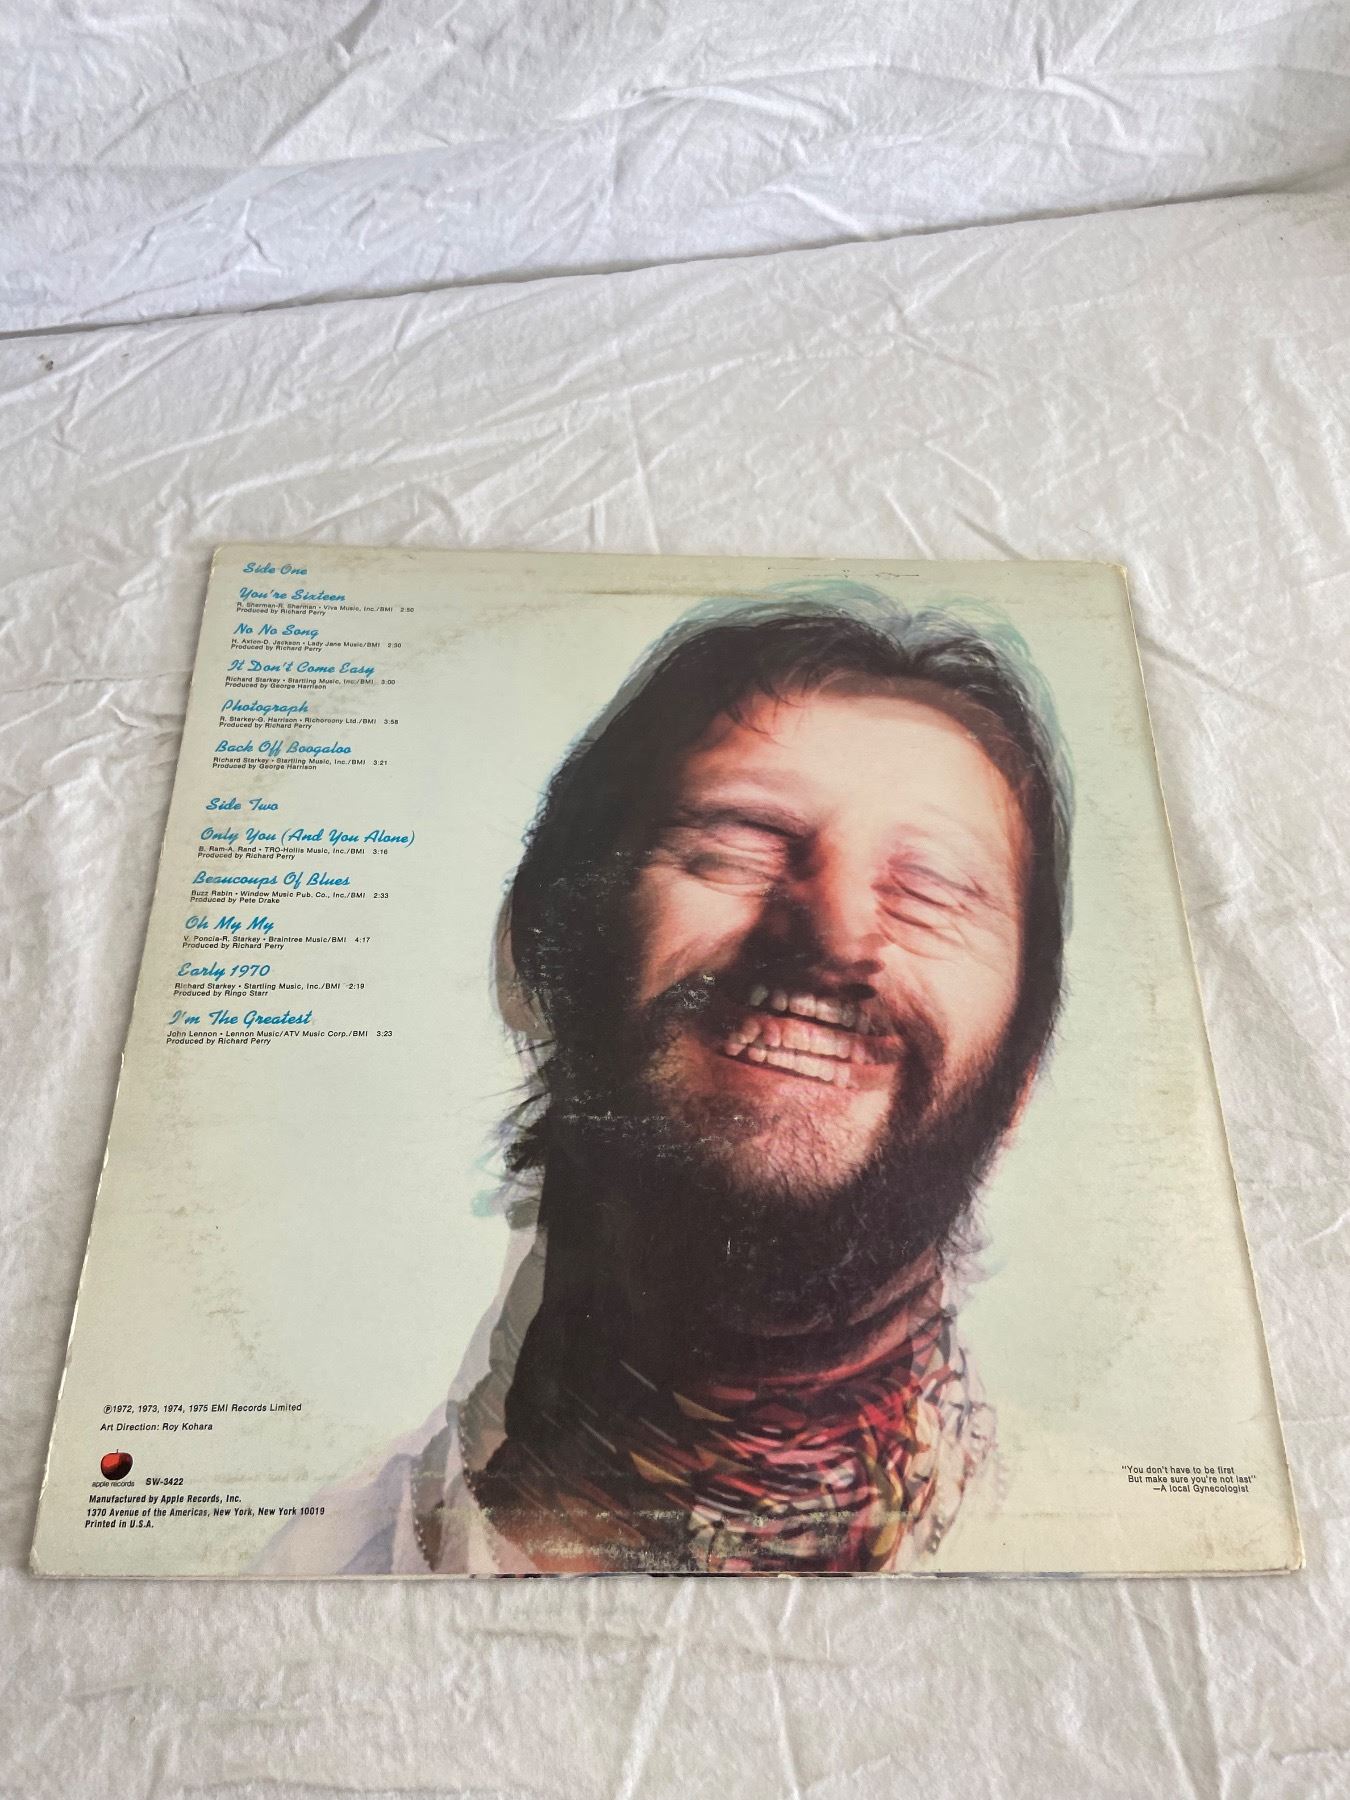 Side One
You're Sixteen
R. Sherman-R. Sherman • Viva Music, Inc./BMI 2:50
Produced by Richard Perry
No No Song
H. Axton-D. Jackson • Lady Jane Music/BMI 2:30
Produced by Richard Perry
It Don't Come Easy
Richard Starkey • Startling Music, Inc./BMI 3:00
Produced by George Harrison
Photograph
R. Starkey-G. Harrison • Richoroony Ltd./BMI 3:58
Produced by Richard Perry
Back Off Boogaloo
Richard Starkey • Startling Music, Inc./BMI 3:21
Produced by George Harrison
Side Two
Only You (And You Alone)
B. Ram-A. Rand • TRO-Hollis Music, Inc./BMI 3:16
Produced by Richard Perry
Beaucoups Of Blues
Buzz Rabin • Window Music Pub. Co., Inc./BMI 2:33
Produced by Pete Drake
Oh My My
V. Poncia-R. Starkey • Braintree Music/BMI 4:17
Produced by Richard Perry
Early 1970
Richard Starkey • Startling Music, Inc./BMI 2:19
Produced by Ringo Starr
I'm The Greatest
John Lennon • Lennon Music/ATV Music Corp./BMI 3:23
Produced by Richard Perry
℗1972, 1973, 1974, 1975 EMI Records Limited
Art Direction: Roy Kohara
apple records SW-3422
Manufactured by Apple Records, Inc.
1370 Avenue of the Americas, New York, New York 10019
Printed in U.S.A.
"You don't have to be first
But make sure you're not last"
—A local Gynecologist